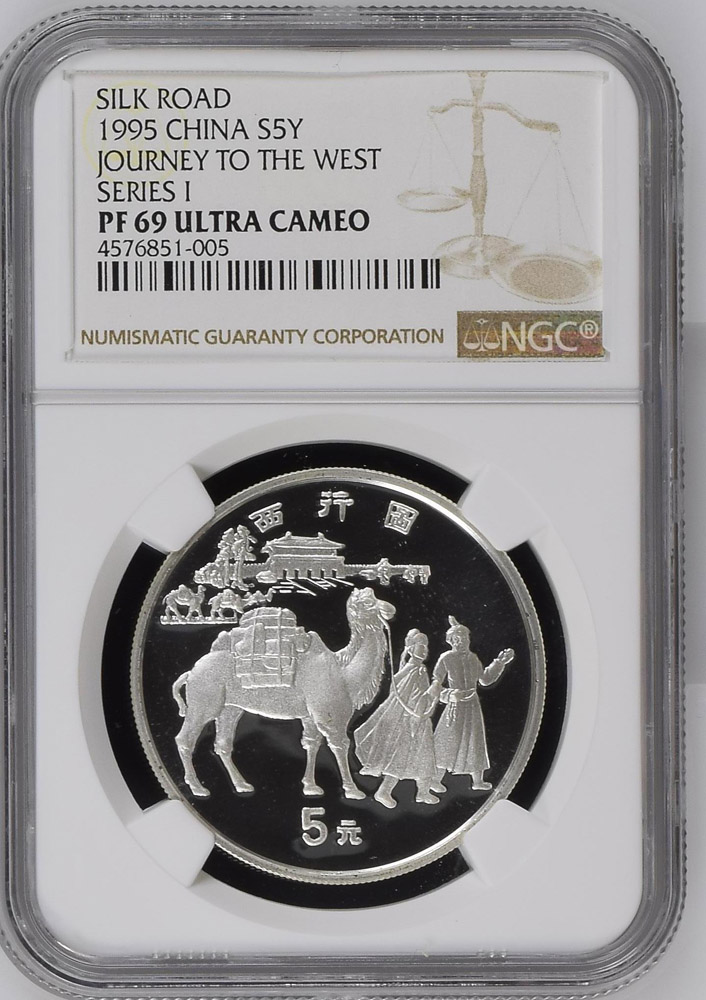 SILK ROAD
1995 CHINA S5Y
JOURNEY TO THE WEST
SERIES I
PF 69 ULTRA CAMEO
4576851-005
NUMISMATIC GUARANTY CORPORATION
NGC®
西行圖
5元